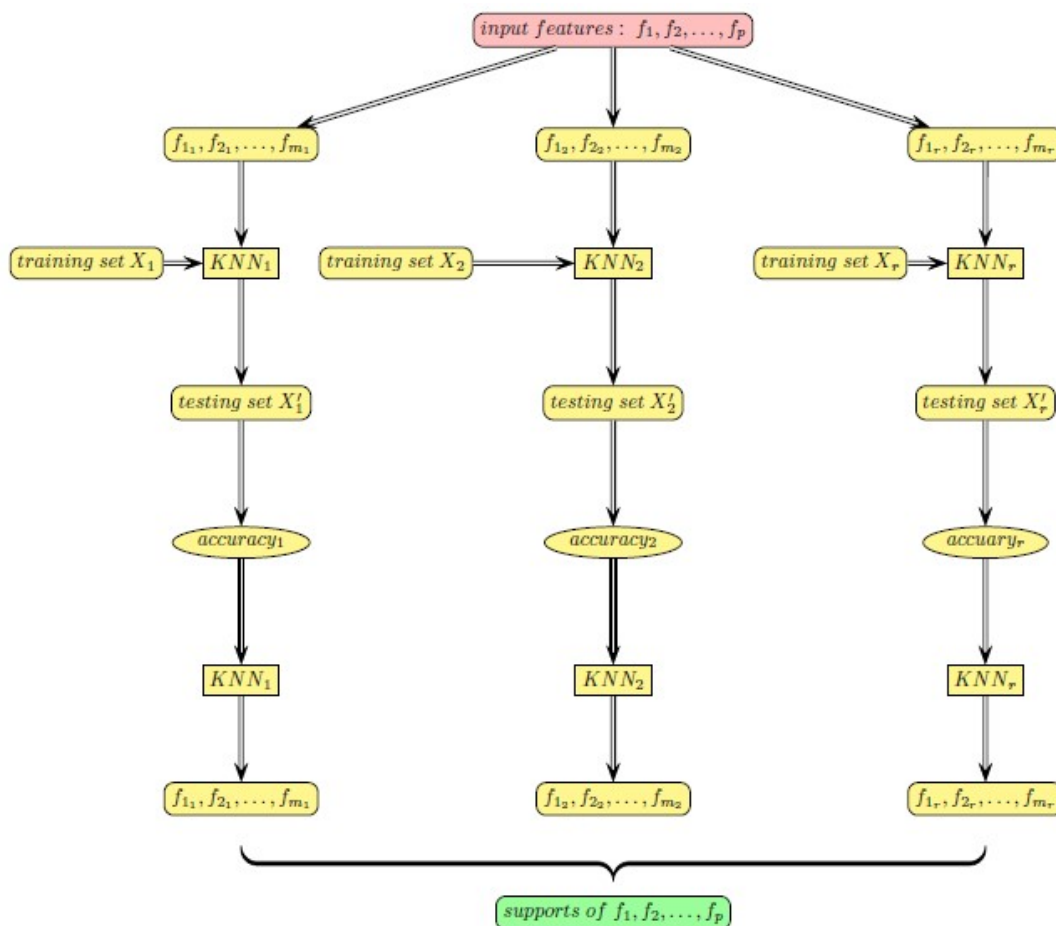 input features: f₁, f₂, …, fₚ
f₁₁, f₂₁, …, fₘ₁
f₁₂, f₂₂, …, fₘ₂
f₁ᵣ, f₂ᵣ, …, fₘᵣ
training set X₁
KNN₁
training set X₂
KNN₂
training set Xᵣ
KNNᵣ
testing set X′₁
testing set X′₂
testing set X′ᵣ
accuracy₁
accuracy₂
accuaryᵣ
KNN₁
KNN₂
KNNᵣ
f₁₁, f₂₁, …, fₘ₁
f₁₂, f₂₂, …, fₘ₂
f₁ᵣ, f₂ᵣ, …, fₘᵣ
supports of f₁, f₂, …, fₚ